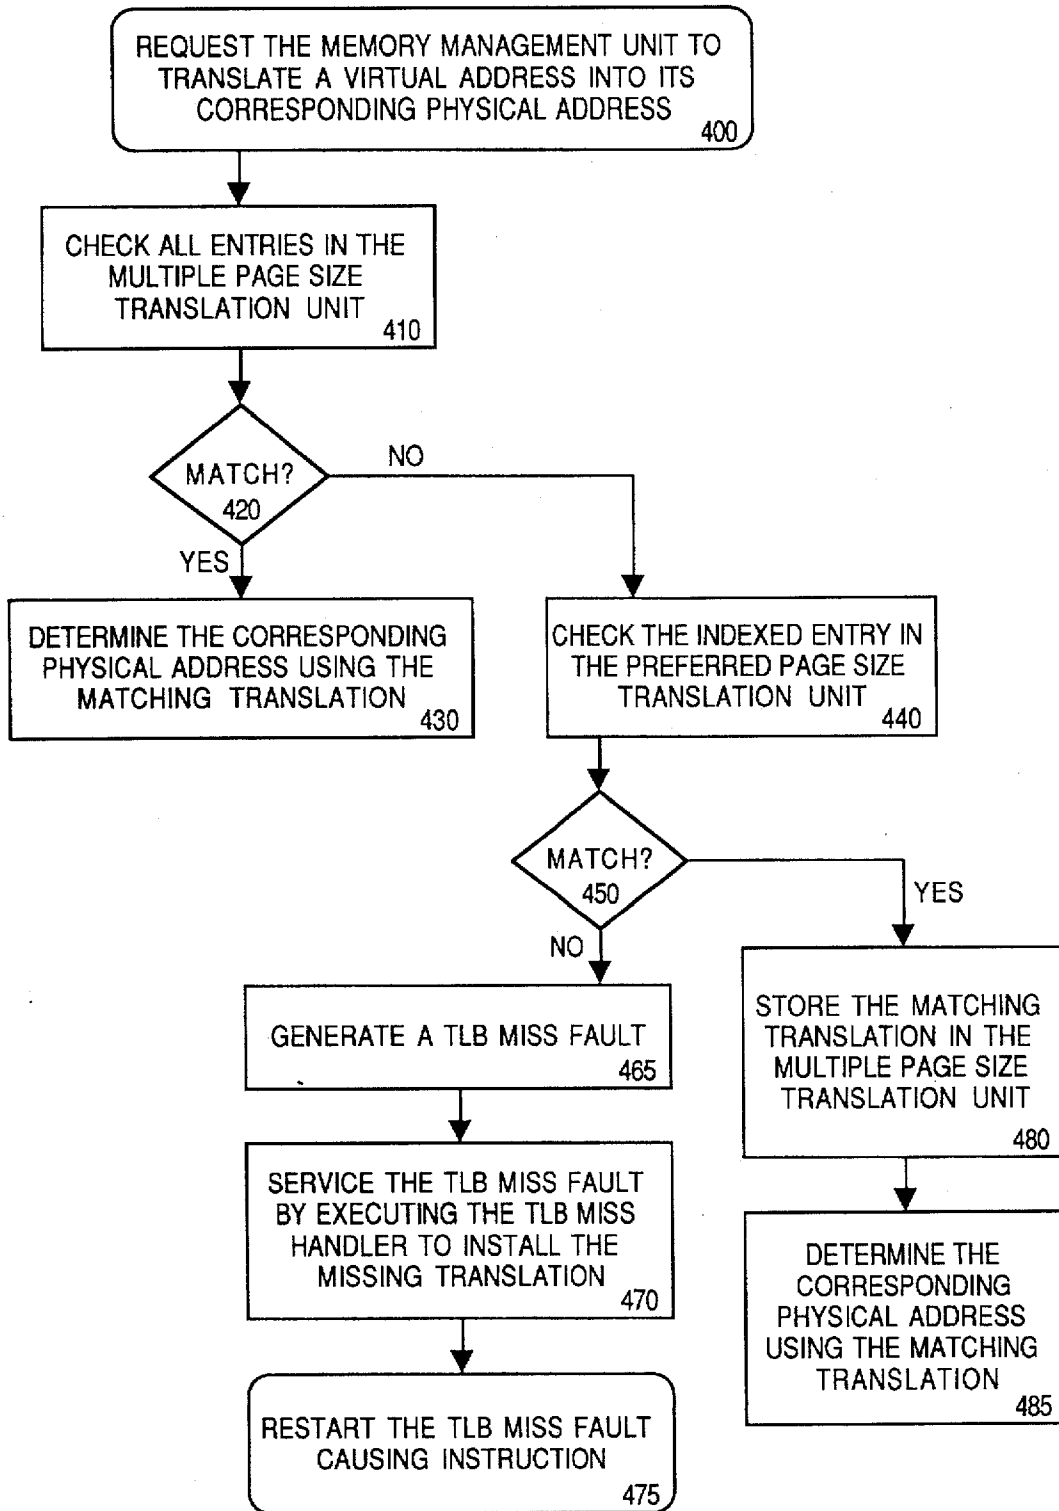 REQUEST THE MEMORY MANAGEMENT UNIT TO
TRANSLATE A VIRTUAL ADDRESS INTO ITS
CORRESPONDING PHYSICAL ADDRESS
400
CHECK ALL ENTRIES IN THE
MULTIPLE PAGE SIZE
TRANSLATION UNIT
410
MATCH?
420
NO
YES
DETERMINE THE CORRESPONDING
PHYSICAL ADDRESS USING THE
MATCHING TRANSLATION
430
CHECK THE INDEXED ENTRY IN
THE PREFERRED PAGE SIZE
TRANSLATION UNIT
440
MATCH?
450
YES
NO
GENERATE A TLB MISS FAULT
465
SERVICE THE TLB MISS FAULT
BY EXECUTING THE TLB MISS
HANDLER TO INSTALL THE
MISSING TRANSLATION
470
RESTART THE TLB MISS FAULT
CAUSING INSTRUCTION
475
STORE THE MATCHING
TRANSLATION IN THE
MULTIPLE PAGE SIZE
TRANSLATION UNIT
480
DETERMINE THE
CORRESPONDING
PHYSICAL ADDRESS
USING THE MATCHING
TRANSLATION
485